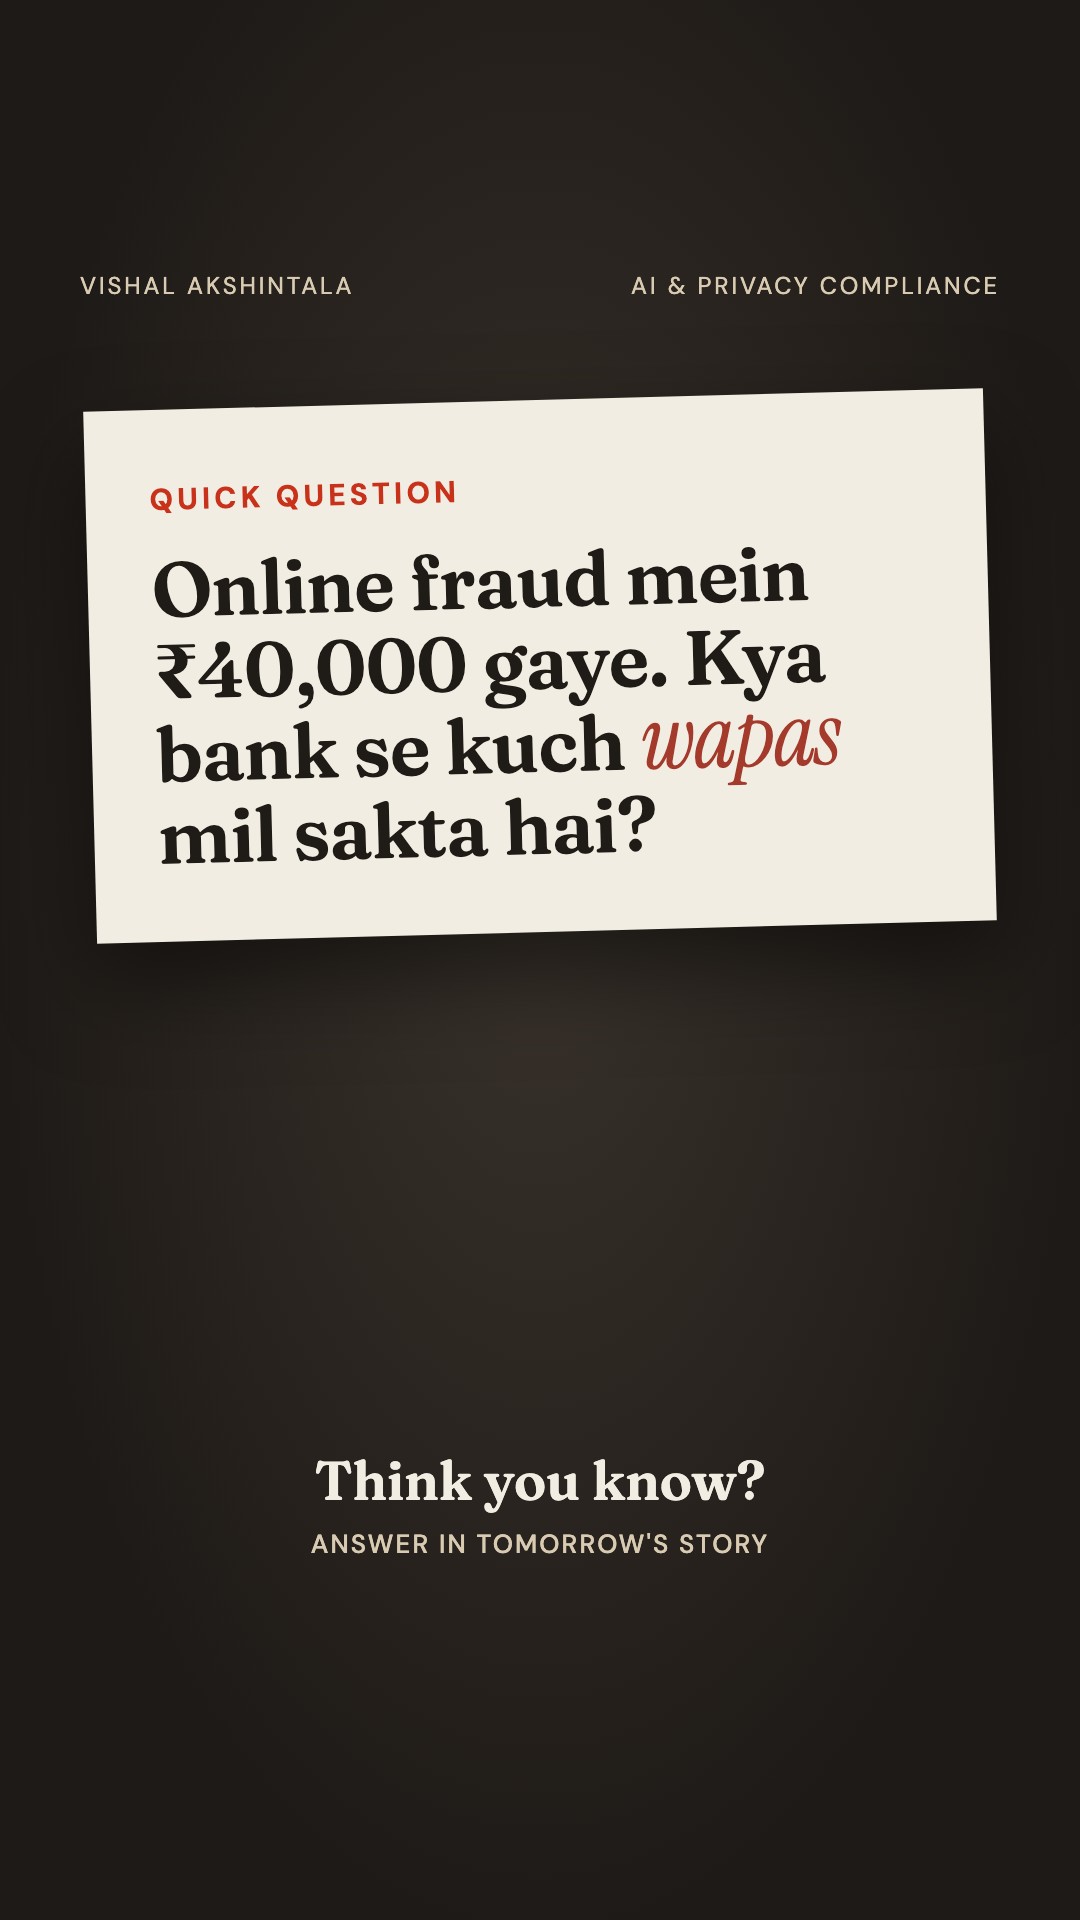 VISHAL AKSHINTALA
AI & PRIVACY COMPLIANCE
QUICK QUESTION
Online fraud mein
₹40,000 gaye. Kya
bank se kuch wapas
mil sakta hai?
Think you know?
ANSWER IN TOMORROW'S STORY